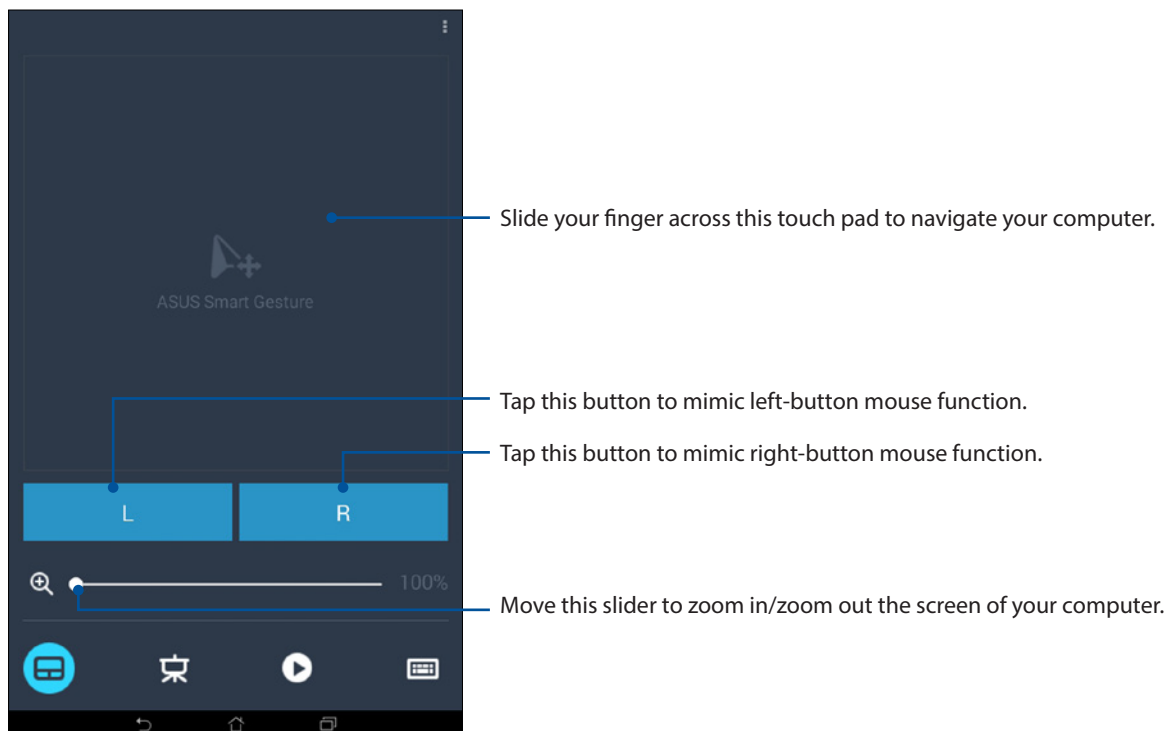 Slide your finger across this touch pad to navigate your computer.
ASUS Smart Gesture
Tap this button to mimic left-button mouse function.
Tap this button to mimic right-button mouse function.
L R
100%
Move this slider to zoom in/zoom out the screen of your computer.